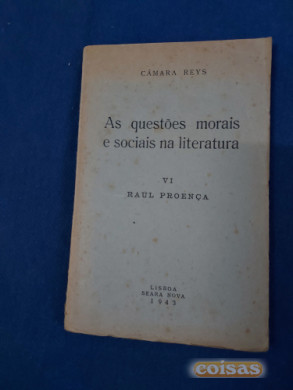 CÂMARA REYS
As questões morais
e sociais na literatura
VI
RAUL PROENÇA
LISBOA
SEARA NOVA
1943
coisas